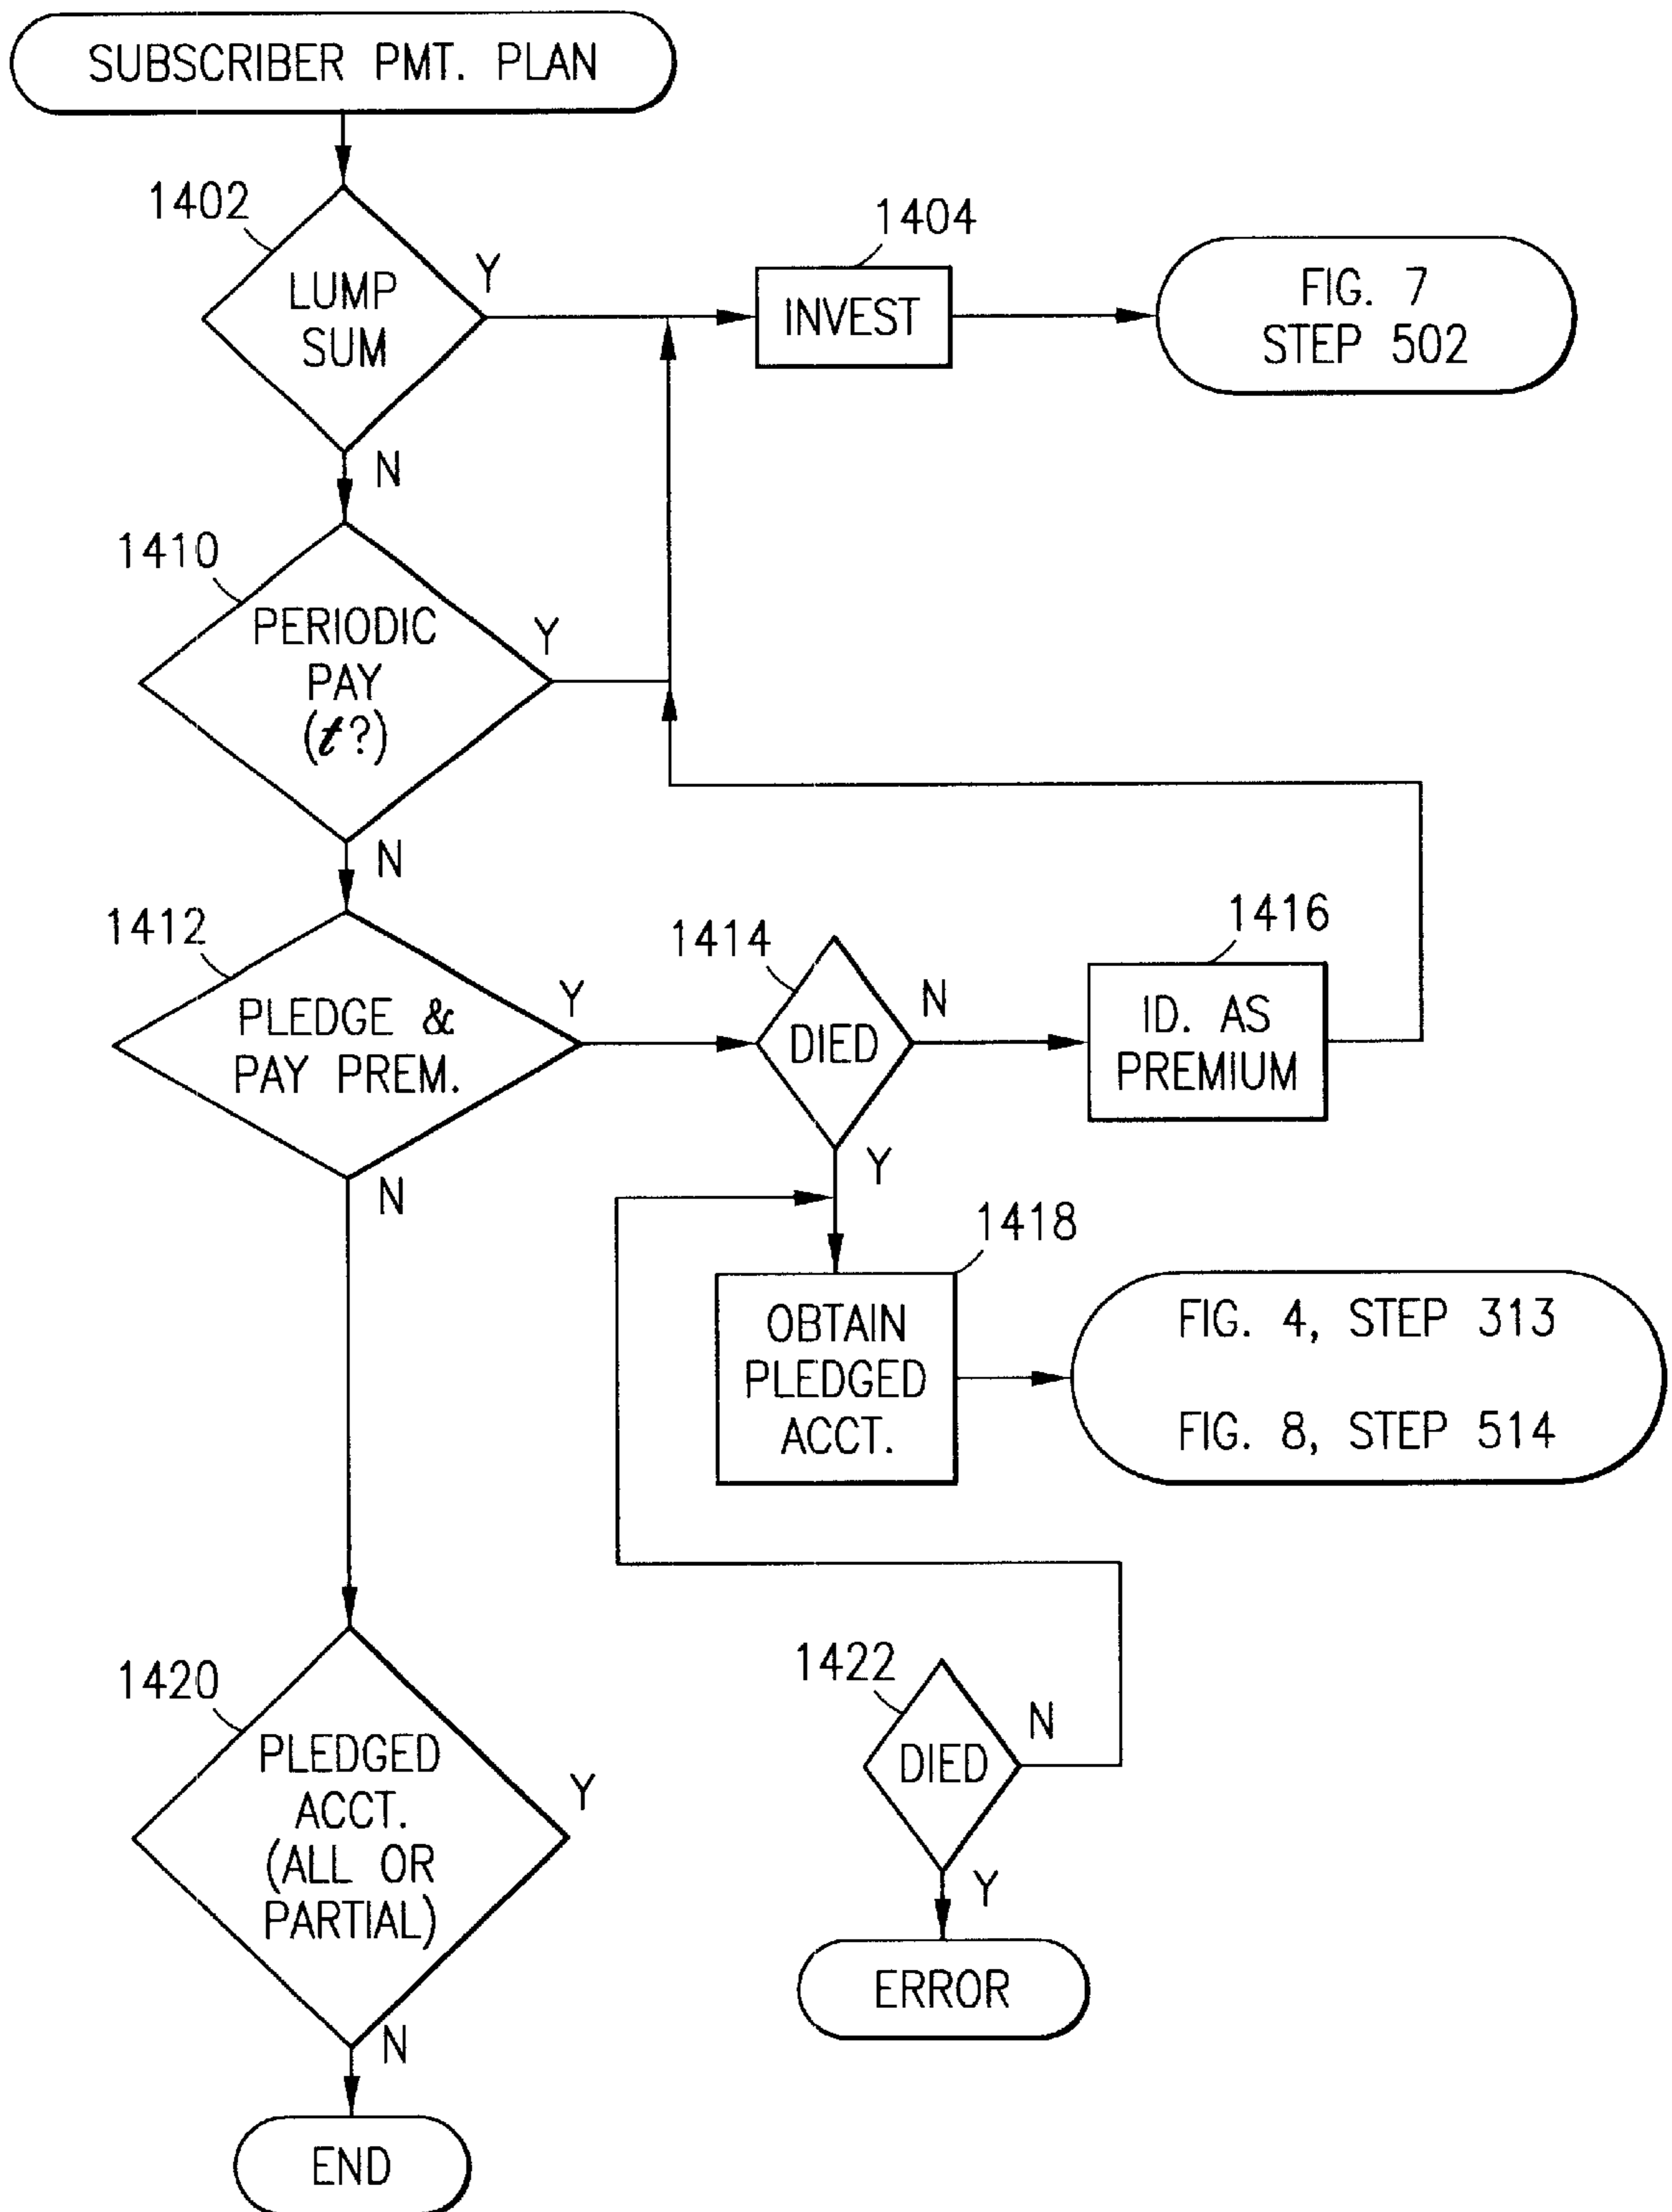 SUBSCRIBER PMT. PLAN
1402
LUMP
SUM
Y
N
1404
INVEST
FIG. 7
STEP 502
1410
PERIODIC
PAY
(t?)
Y
N
1412
PLEDGE &
PAY PREM.
Y
N
1414
DIED
N
Y
1416
ID. AS
PREMIUM
1418
OBTAIN
PLEDGED
ACCT.
FIG. 4, STEP 313
FIG. 8, STEP 514
1420
PLEDGED
ACCT.
(ALL OR
PARTIAL)
Y
N
1422
DIED
N
Y
ERROR
END